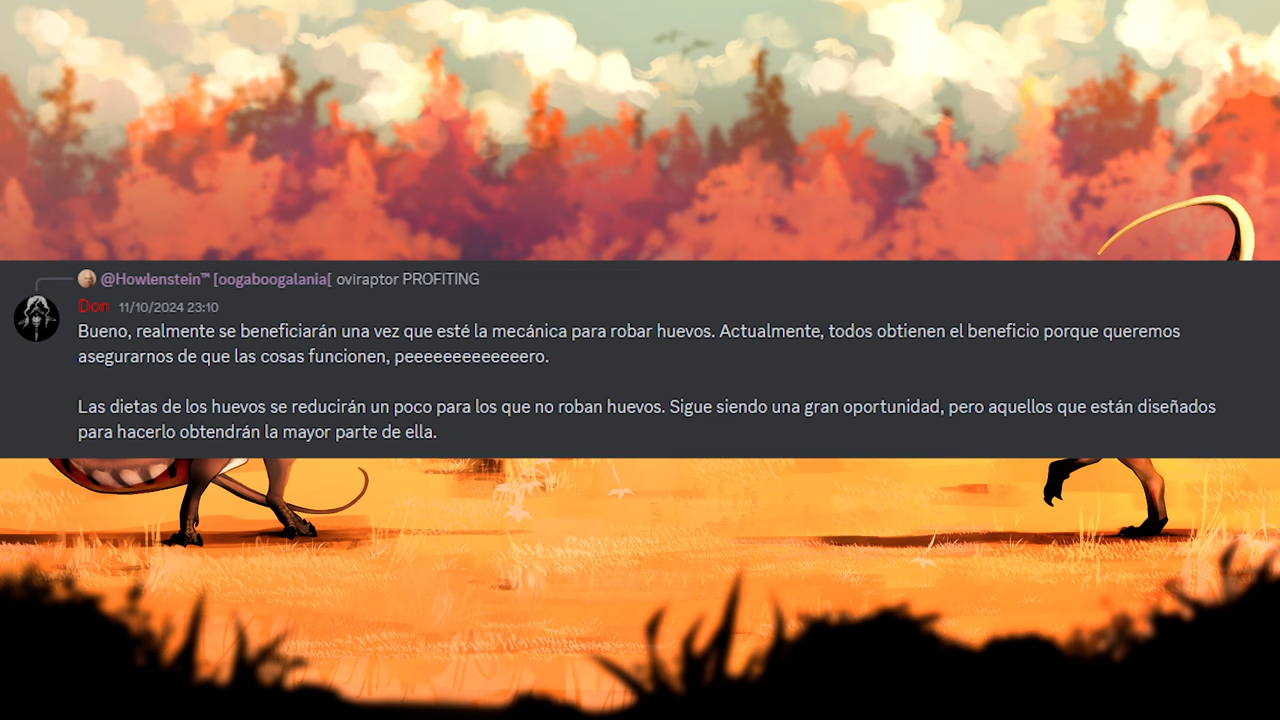 @Howlenstein™ [oogaboogalania[ oviraptor PROFITING
Don 11/10/2024 23:10
Bueno, realmente se beneficiarán una vez que esté la mecánica para robar huevos. Actualmente, todos obtienen el beneficio porque queremos
asegurarnos de que las cosas funcionen, peeeeeeeeeeeeero.
Las dietas de los huevos se reducirán un poco para los que no roban huevos. Sigue siendo una gran oportunidad, pero aquellos que están diseñados
para hacerlo obtendrán la mayor parte de ella.